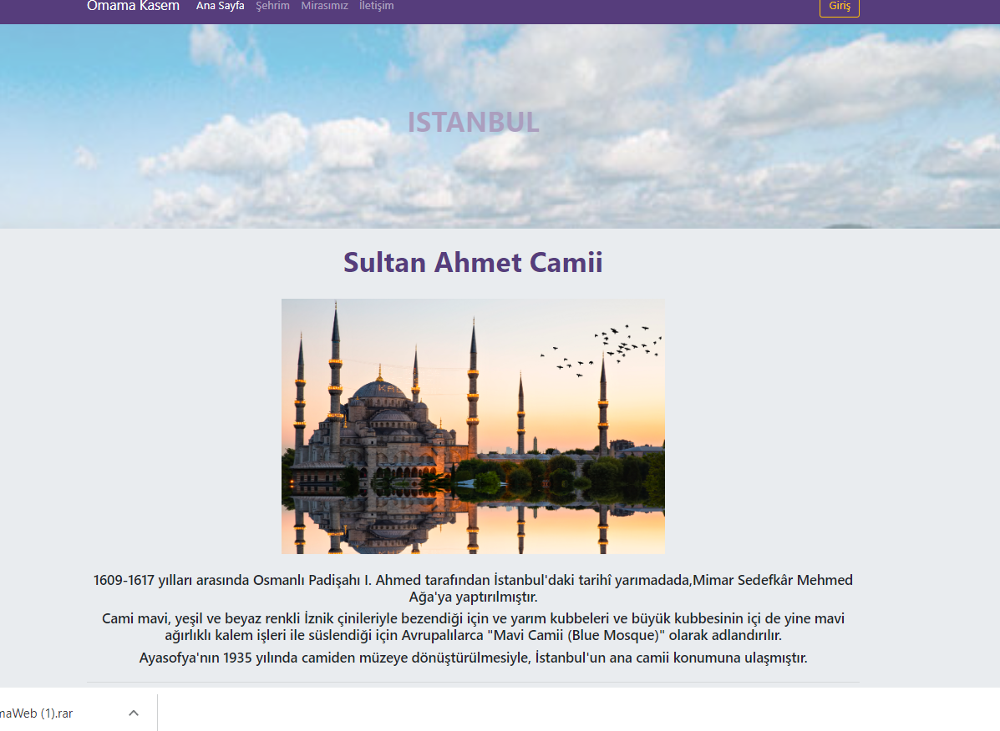 Omama Kasem Ana Sayfa Şehrim Mirasımız İletişim Giriş
ISTANBUL
Sultan Ahmet Camii
1609-1617 yılları arasında Osmanlı Padişahı I. Ahmed tarafından İstanbul'daki tarihî yarımadada,Mimar Sedefkâr Mehmed
Ağa'ya yaptırılmıştır.
Cami mavi, yeşil ve beyaz renkli İznik çinileriyle bezendiği için ve yarım kubbeleri ve büyük kubbesinin içi de yine mavi
ağırlıklı kalem işleri ile süslendiği için Avrupalılarca "Mavi Camii (Blue Mosque)" olarak adlandırılır.
Ayasofya'nın 1935 yılında camiden müzeye dönüştürülmesiyle, İstanbul'un ana camii konumuna ulaşmıştır.
maWeb (1).rar